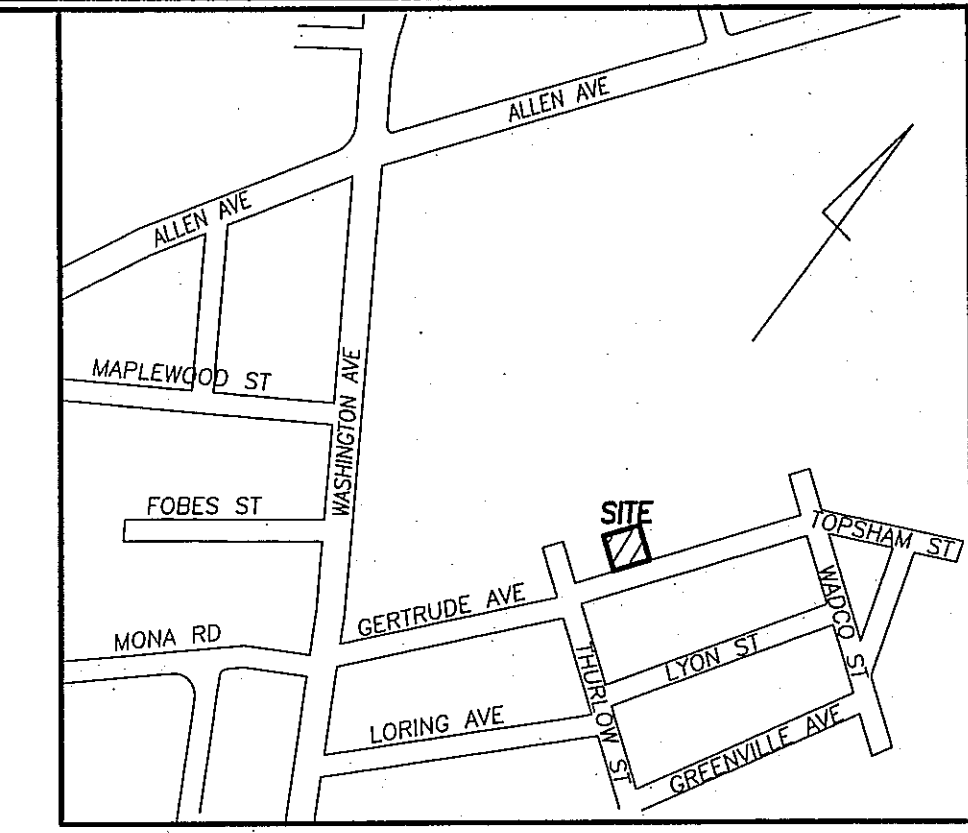 ALLEN AVE
ALLEN AVE
MAPLEWOOD ST
WASHINGTON AVE
FOBES ST
SITE
TOPSHAM ST
GERTRUDE AVE
WADCO ST
MONA RD
THURLOW ST
LYON ST
LORING AVE
GREENVILLE AVE